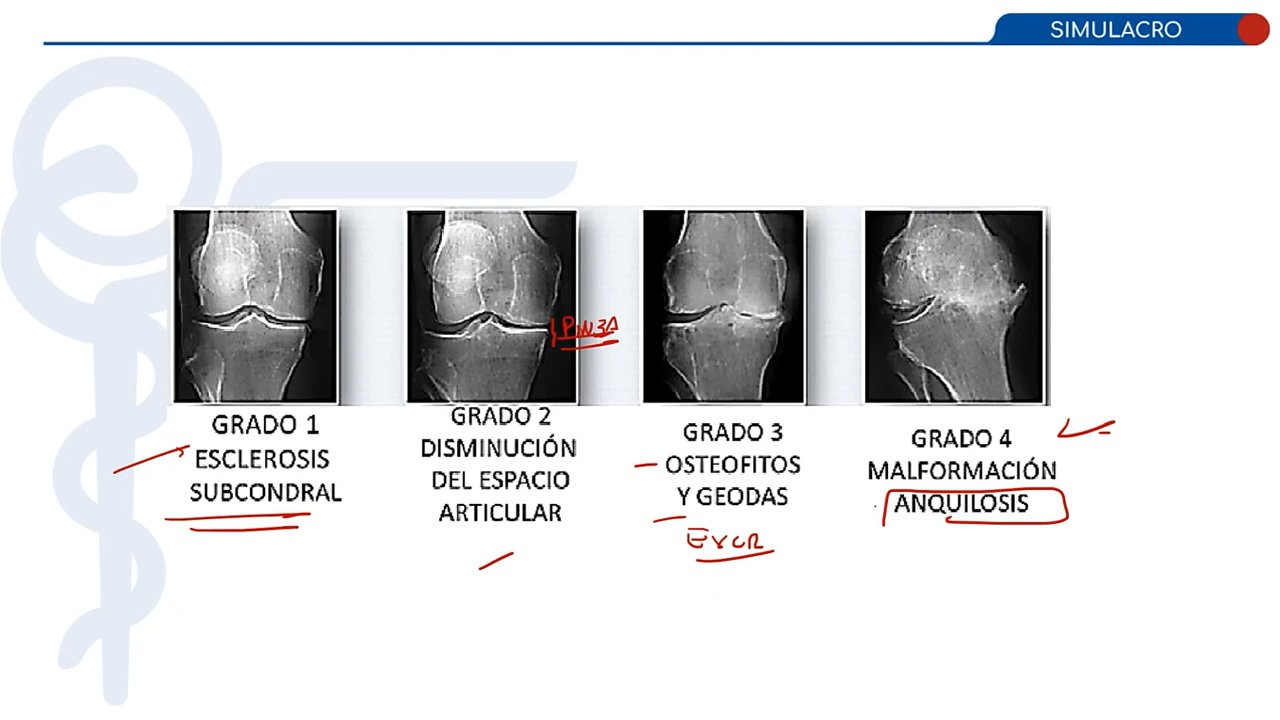 SIMULACRO
PINZA
GRADO 1
ESCLEROSIS
SUBCONDRAL
GRADO 2
DISMINUCIÓN
DEL ESPACIO
ARTICULAR
GRADO 3
OSTEOFITOS
Y GEODAS
GRADO 4
MALFORMACIÓN
ANQUILOSIS